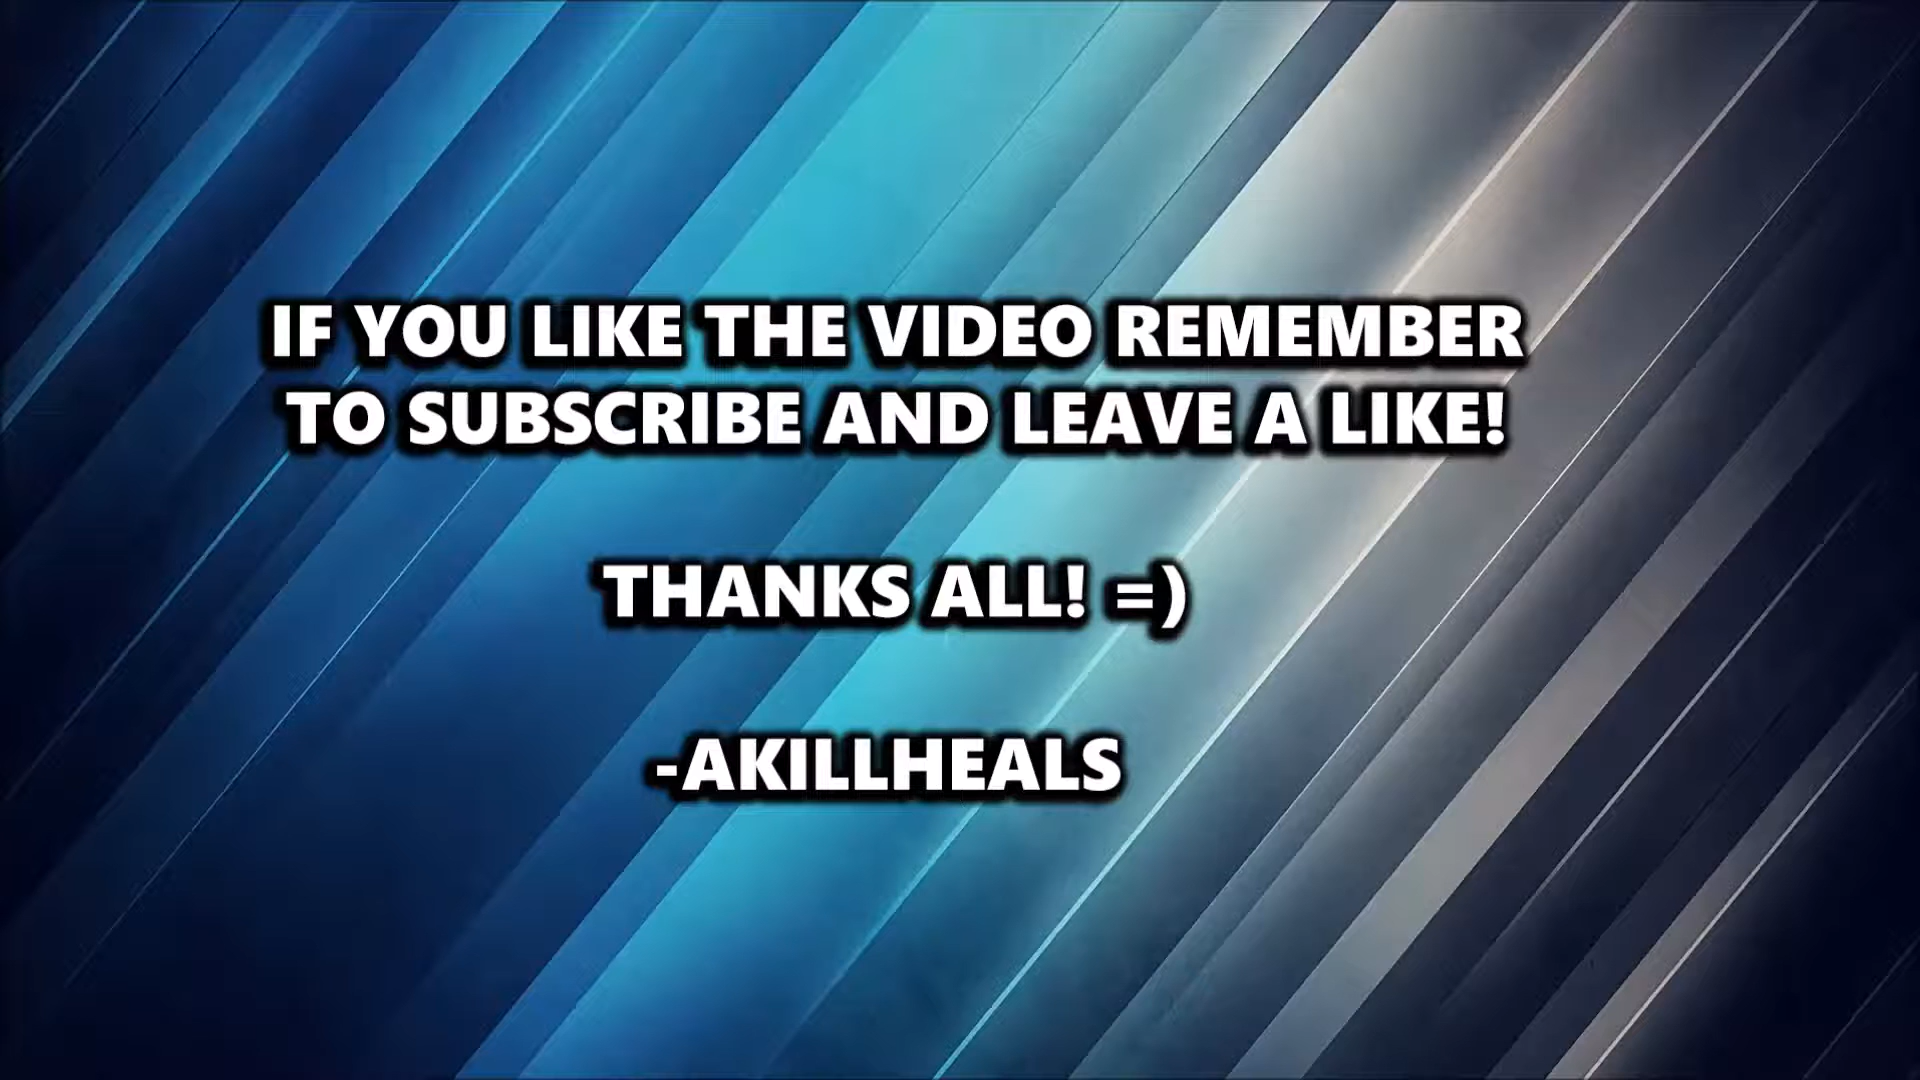 IF YOU LIKE THE VIDEO REMEMBER
TO SUBSCRIBE AND LEAVE A LIKE!
THANKS ALL! =)
-AKILLHEALS